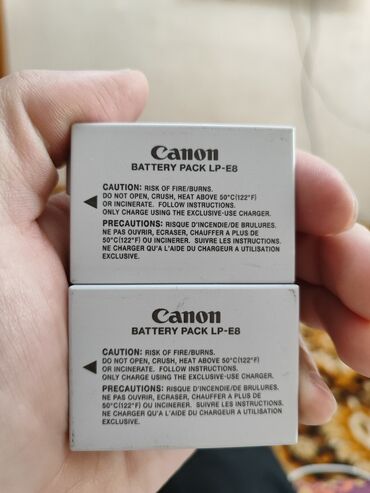 Canon
BATTERY PACK LP-E8
CAUTION: RISK OF FIRE/BURNS.
DO NOT OPEN, CRUSH, HEAT ABOVE 50°C(122°F)
OR INCINERATE. FOLLOW INSTRUCTIONS.
ONLY CHARGE USING THE EXCLUSIVE-USE CHARGER.
PRECAUTIONS: RISQUE D'INCENDIE/DE BRULURES.
NE PAS OUVRIR, ECRASER, CHAUFFER A PLUS DE
50°C(122°F) OU INCINERER. SUIVRE LES INSTRUCTIONS.
NE CHARGER QU'A L'AIDE DU CHARGEUR A UTILISATION
EXCLUSIVE.
Canon
BATTERY PACK LP-E8
CAUTION: RISK OF FIRE/BURNS.
DO NOT OPEN, CRUSH, HEAT ABOVE 50°C(122°F)
OR INCINERATE. FOLLOW INSTRUCTIONS.
ONLY CHARGE USING THE EXCLUSIVE-USE CHARGER.
PRECAUTIONS: RISQUE D'INCENDIE/DE BRULURES.
NE PAS OUVRIR, ECRASER, CHAUFFER A PLUS DE
50°C(122°F) OU INCINERER. SUIVRE LES INSTRUCTIONS.
NE CHARGER QU'A L'AIDE DU CHARGEUR A UTILISATION
EXCLUSIVE.